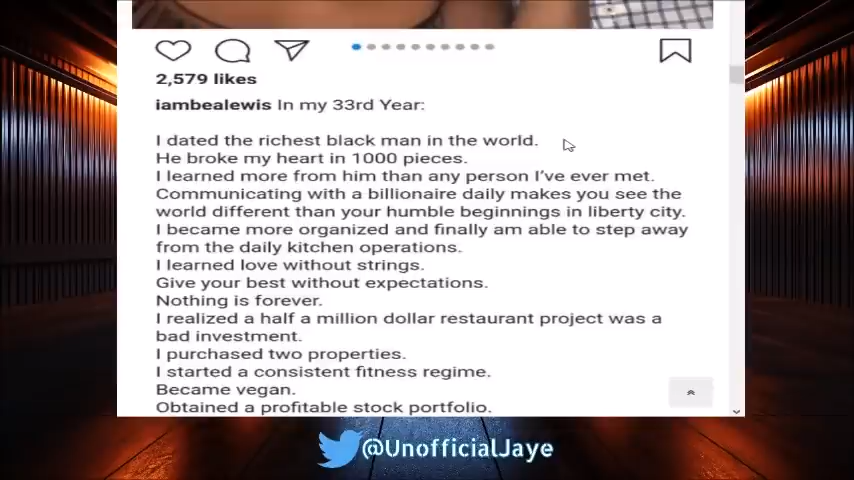 2,579 likes
iambealewis In my 33rd Year:
I dated the richest black man in the world.
He broke my heart in 1000 pieces.
I learned more from him than any person I've ever met.
Communicating with a billionaire daily makes you see the
world different than your humble beginnings in liberty city.
I became more organized and finally am able to step away
from the daily kitchen operations.
I learned love without strings.
Give your best without expectations.
Nothing is forever.
I realized a half a million dollar restaurant project was a
bad investment.
I purchased two properties.
I started a consistent fitness regime.
Became vegan.
Obtained a profitable stock portfolio.
@UnofficialJaye